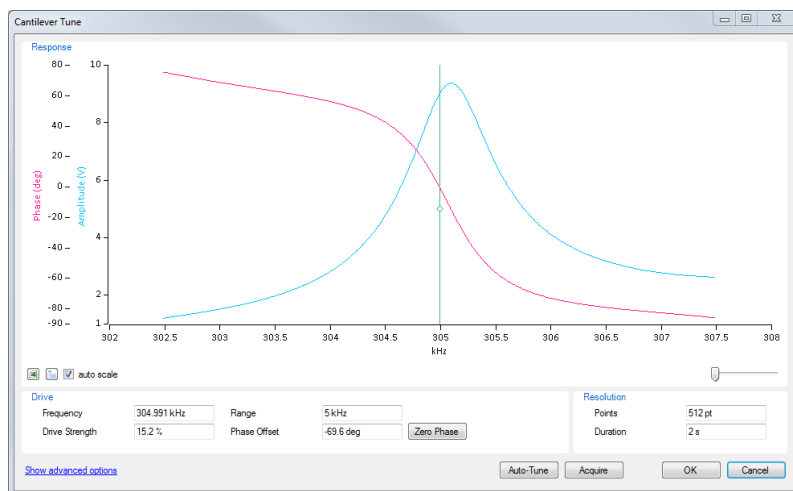 Cantilever Tune
Response
Phase (deg)
Amplitude (V)
80
60
40
20
0
-20
-40
-60
-80
-90
10
8
6
4
2
1
302 302.5 303 303.5 304 304.5 305 305.5 306 306.5 307 307.5 308
kHz
auto scale
Drive
Frequency 304.991 kHz Range 5 kHz
Drive Strength 15.2 % Phase Offset -69.6 deg Zero Phase
Resolution
Points 512 pt
Duration 2 s
Show advanced options Auto-Tune Acquire OK Cancel